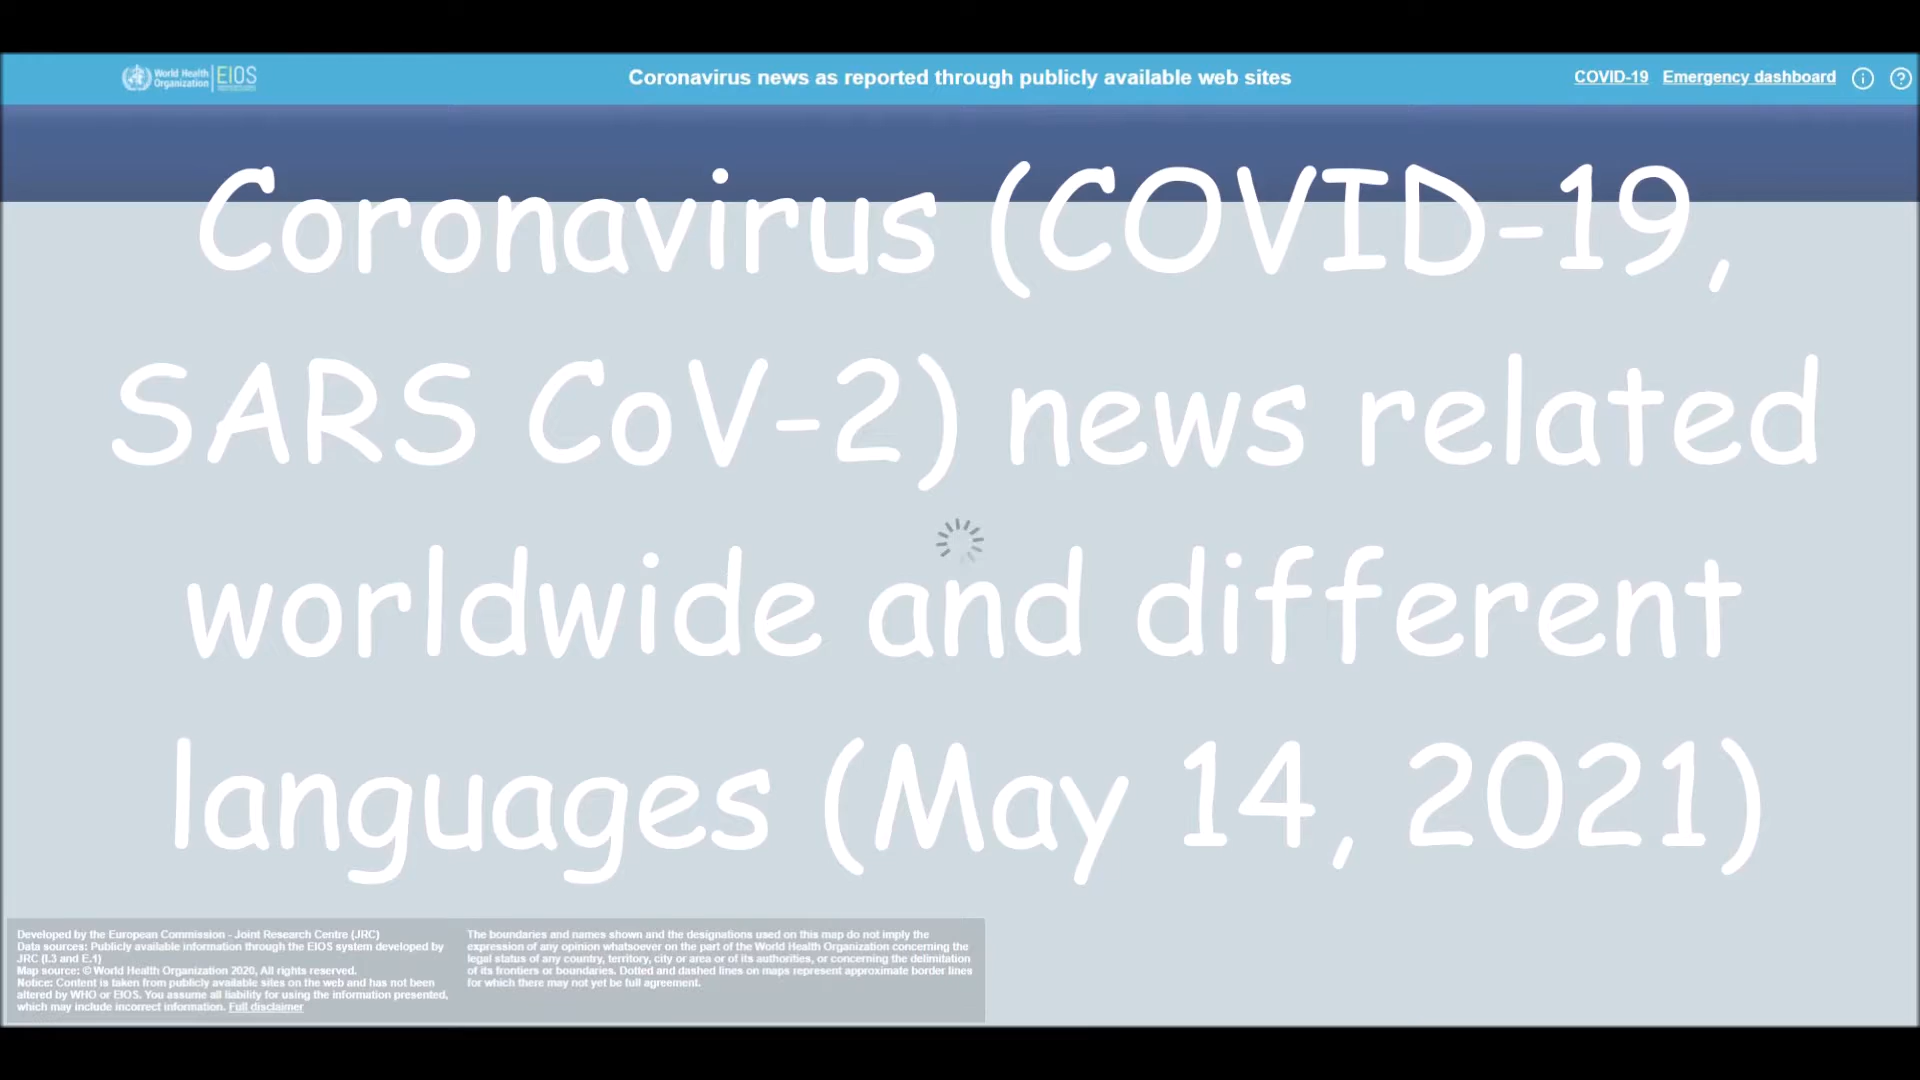 World Health
Organization
EIOS
Coronavirus news as reported through publicly available web sites
COVID-19 Emergency dashboard
Coronavirus (COVID-19,
SARS CoV-2) news related
worldwide and different
languages (May 14, 2021)
Developed by the European Commission - Joint Research Centre (JRC)
Data sources: Publicly available information through the EIOS system developed by
JRC (I.3 and E.1)
Map source: © World Health Organization 2020, All rights reserved.
Notice: Content is taken from publicly available sites on the web and has not been
altered by WHO or EIOS. You assume all liability for using the information presented,
which may include incorrect information. Full disclaimer
The boundaries and names shown and the designations used on this map do not imply the
expression of any opinion whatsoever on the part of the World Health Organization concerning the
legal status of any country, territory, city or area or of its authorities, or concerning the delimitation
of its frontiers or boundaries. Dotted and dashed lines on maps represent approximate border lines
for which there may not yet be full agreement.